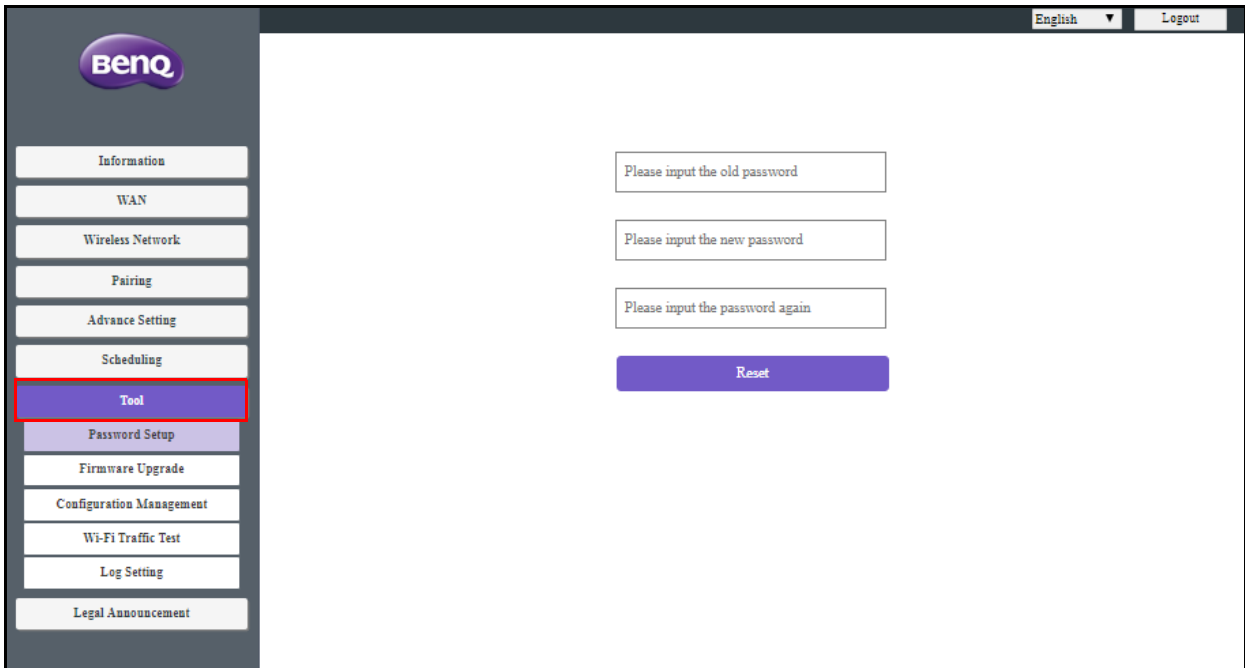 English ▼ Logout
BenQ
Information
WAN
Wireless Network
Pairing
Advance Setting
Scheduling
Tool
Password Setup
Firmware Upgrade
Configuration Management
Wi-Fi Traffic Test
Log Setting
Legal Announcement
Please input the old password
Please input the new password
Please input the password again
Reset